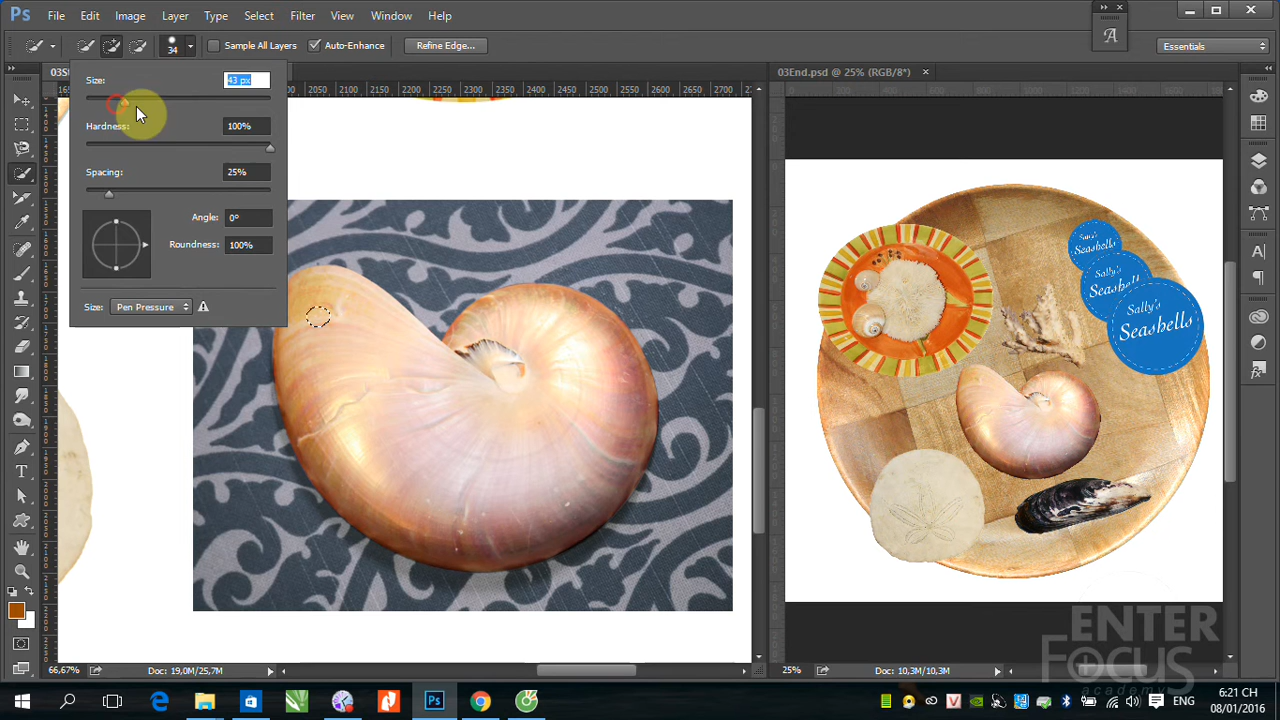 Ps File Edit Image Layer Type Select Filter View Window Help
34 Sample All Layers Auto-Enhance Refine Edge... Essentials
Size: 43 px
Hardness: 100%
Spacing: 25%
Angle: 0º
Roundness: 100%
Size: Pen Pressure
2050 2100 2150 2200 2250 2300 2350 2400 2450 2500 2550 2600 2650 2700
66,67% Doc: 19,0M/25,7M
03End.psd @ 25% (RGB/8*)
Sally's
Seashells
Sally's
Seashells
Sally's
Seashells
25% Doc: 10,3M/10,3M
ENTER
FOCUS
academy
ENG
6:21 CH
08/01/2016